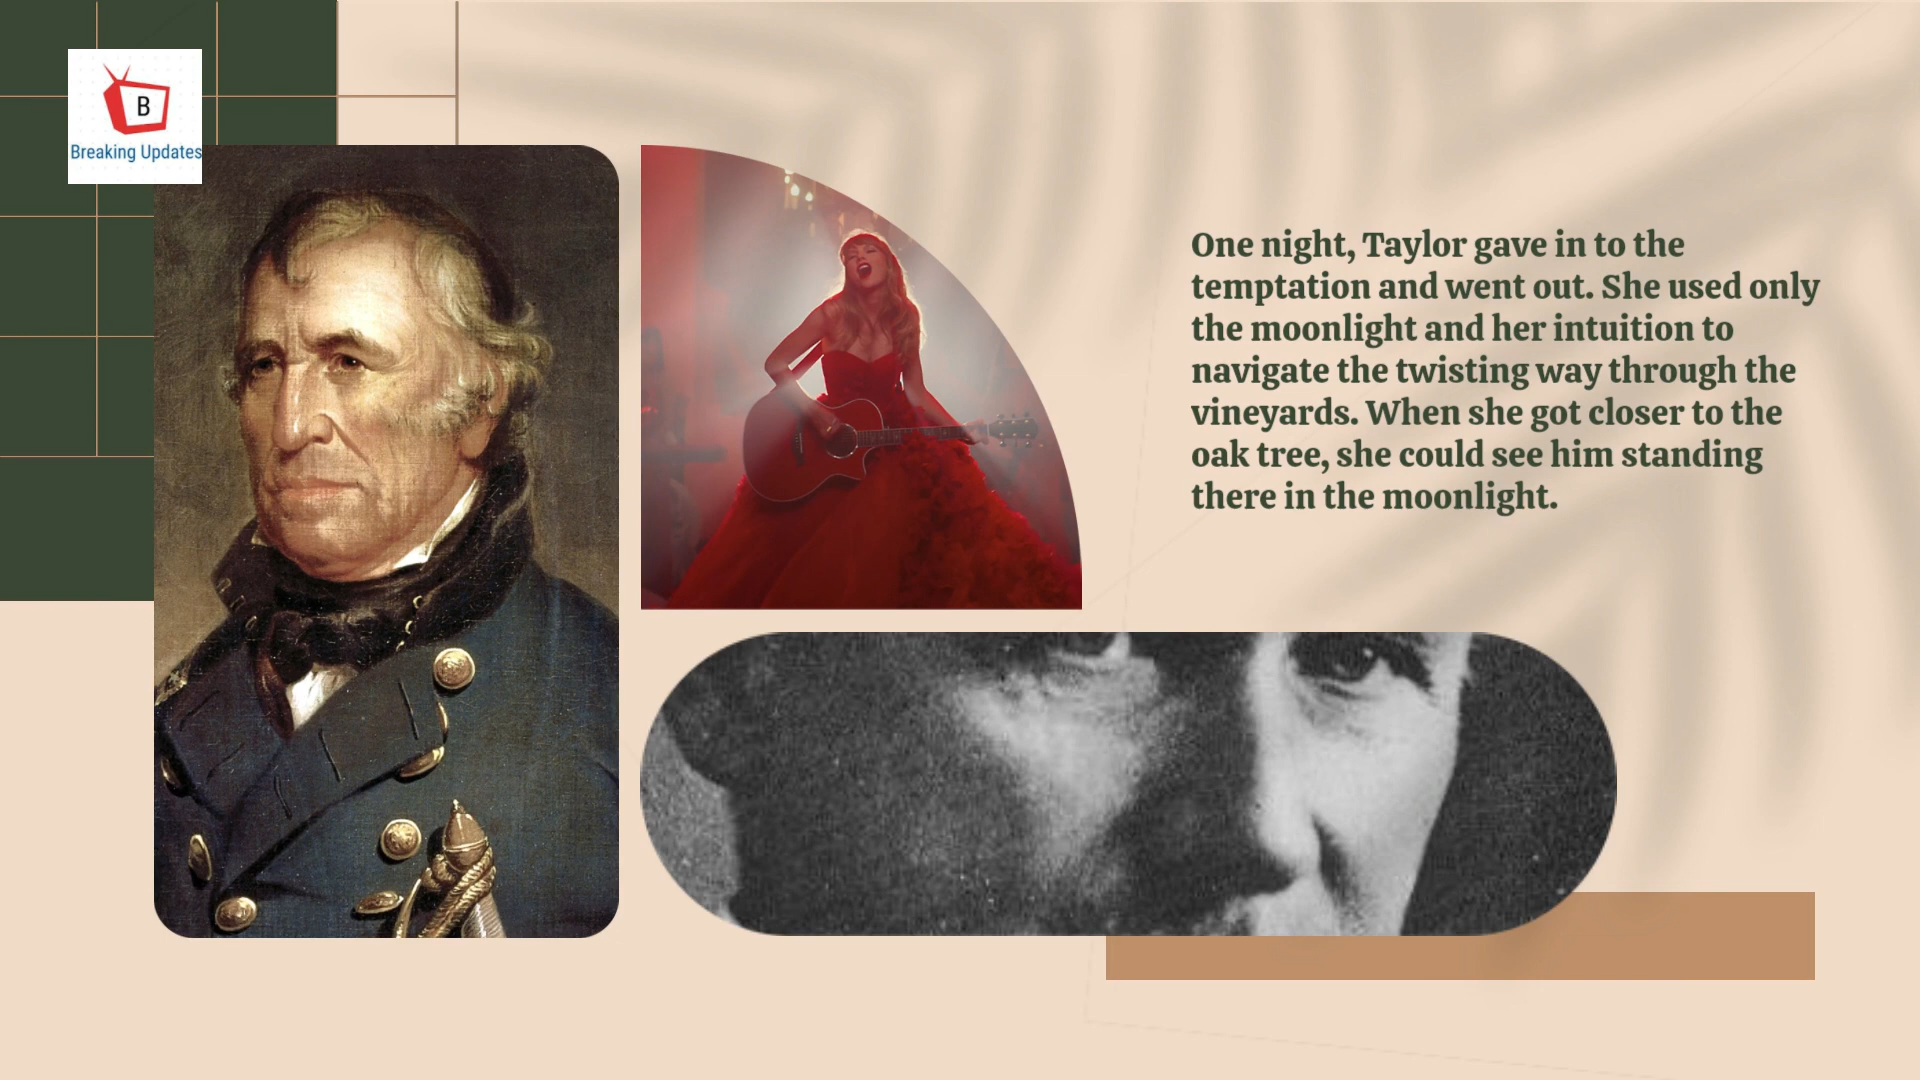 B
Breaking Updates
One night, Taylor gave in to the
temptation and went out. She used only
the moonlight and her intuition to
navigate the twisting way through the
vineyards. When she got closer to the
oak tree, she could see him standing
there in the moonlight.